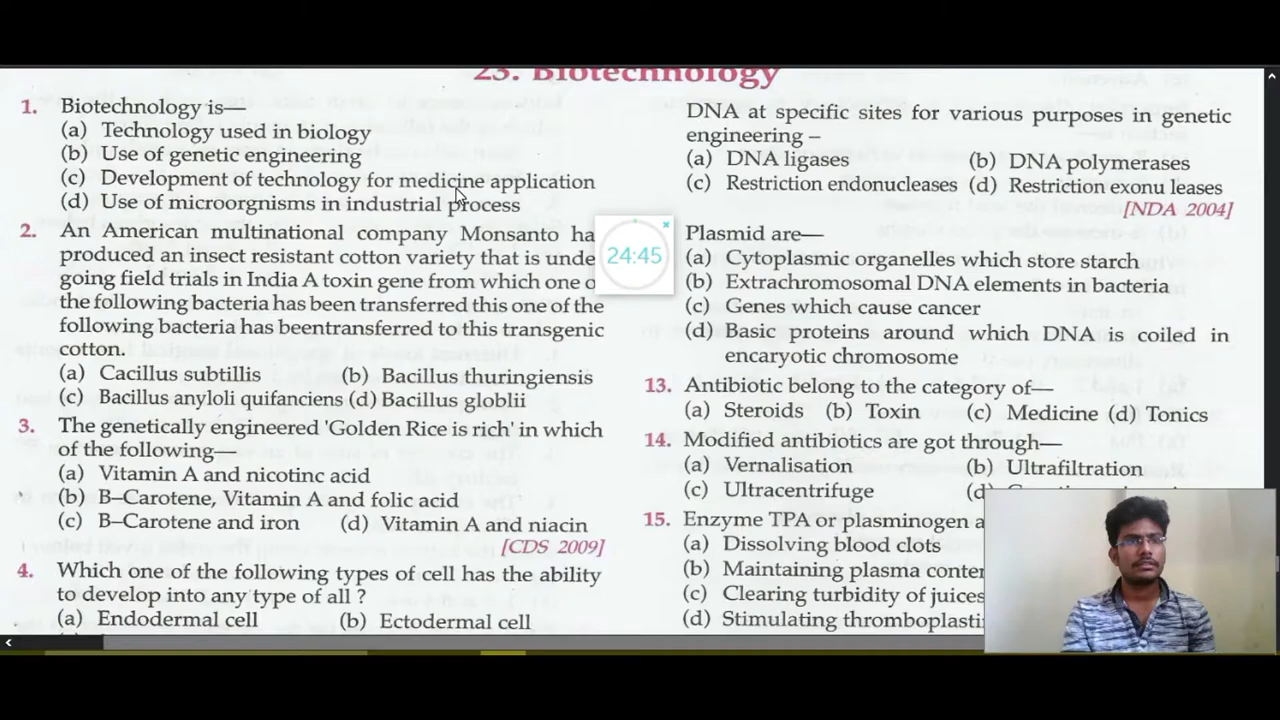 23. Biotechnology
1. Biotechnology is—
(a) Technology used in biology
(b) Use of genetic engineering
(c) Development of technology for medicine application
(d) Use of microorgnisms in industrial process
2. An American multinational company Monsanto ha
produced an insect resistant cotton variety that is unde
going field trials in India A toxin gene from which one o
the following bacteria has been transferred this one of the
following bacteria has beentransferred to this transgenic
cotton.
(a) Cacillus subtillis (b) Bacillus thuringiensis
(c) Bacillus anyloli quifanciens (d) Bacillus globlii
3. The genetically engineered 'Golden Rice is rich' in which
of the following—
(a) Vitamin A and nicotinc acid
(b) B–Carotene, Vitamin A and folic acid
(c) B–Carotene and iron (d) Vitamin A and niacin
[CDS 2009]
4. Which one of the following types of cell has the ability
to develop into any type of all ?
(a) Endodermal cell (b) Ectodermal cell
24:45
DNA at specific sites for various purposes in genetic
engineering –
(a) DNA ligases (b) DNA polymerases
(c) Restriction endonucleases (d) Restriction exonu leases
[NDA 2004]
Plasmid are—
(a) Cytoplasmic organelles which store starch
(b) Extrachromosomal DNA elements in bacteria
(c) Genes which cause cancer
(d) Basic proteins around which DNA is coiled in
encaryotic chromosome
13. Antibiotic belong to the category of—
(a) Steroids (b) Toxin (c) Medicine (d) Tonics
14. Modified antibiotics are got through—
(a) Vernalisation (b) Ultrafiltration
(c) Ultracentrifuge (d)
15. Enzyme TPA or plasminogen a
(a) Dissolving blood clots
(b) Maintaining plasma conte
(c) Clearing turbidity of juices
(d) Stimulating thromboplasti